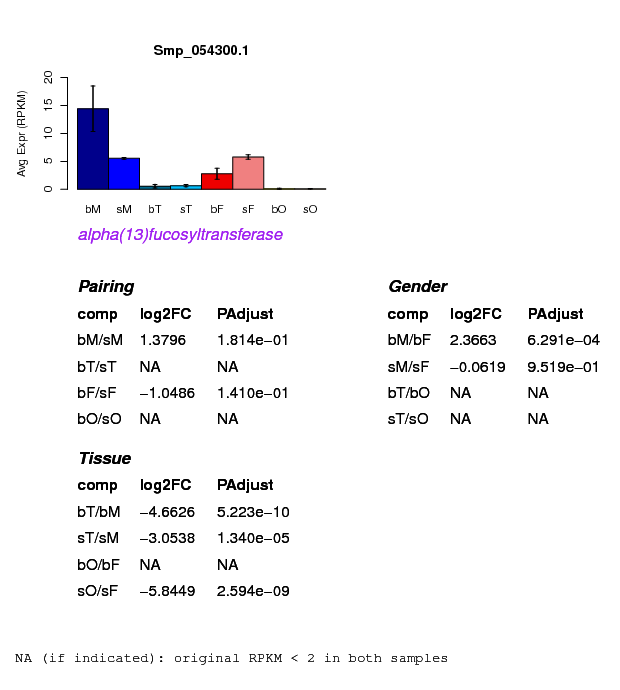 Smp_054300.1
Avg Expr (RPKM)
20
15
10
5
0
bM sM bT sT bF sF bO sO
alpha(13)fucosyltransferase
Pairing
comp log2FC PAdjust
bM/sM 1.3796 1.814e−01
bT/sT NA NA
bF/sF −1.0486 1.410e−01
bO/sO NA NA
Gender
comp log2FC PAdjust
bM/bF 2.3663 6.291e−04
sM/sF −0.0619 9.519e−01
bT/bO NA NA
sT/sO NA NA
Tissue
comp log2FC PAdjust
bT/bM −4.6626 5.223e−10
sT/sM −3.0538 1.340e−05
bO/bF NA NA
sO/sF −5.8449 2.594e−09
NA (if indicated): original RPKM < 2 in both samples